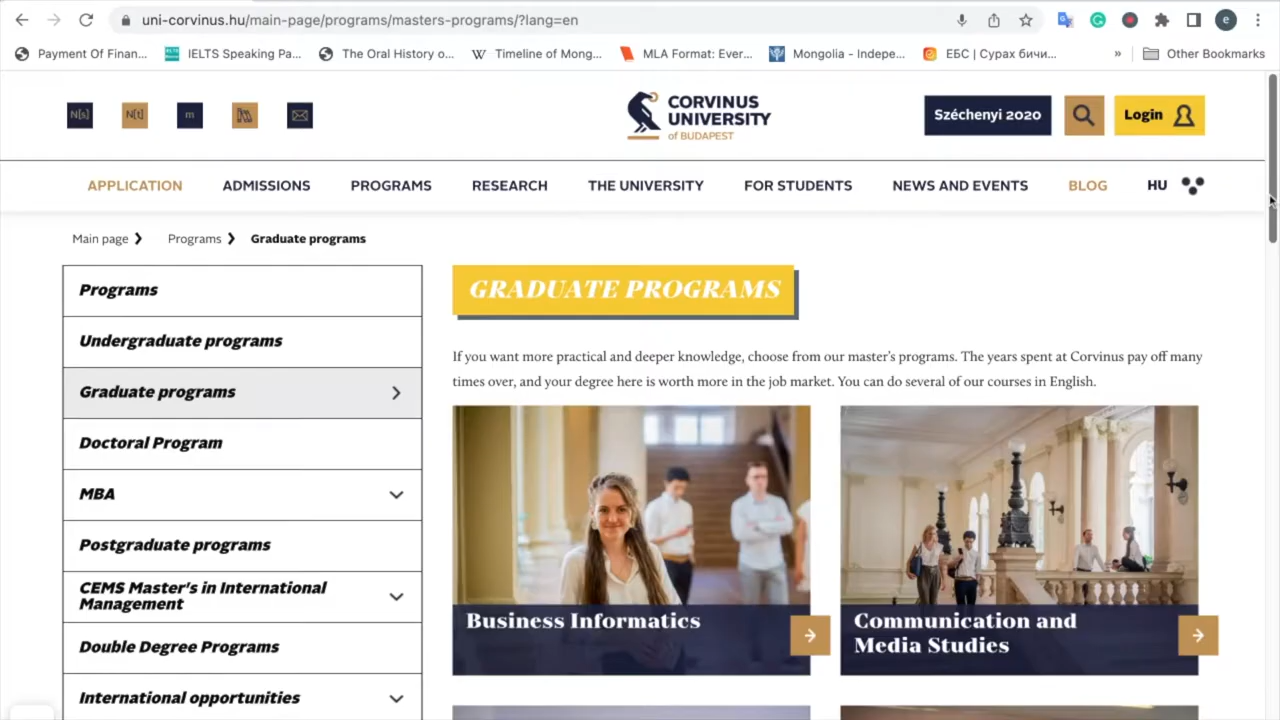 uni-corvinus.hu/main-page/programs/masters-programs/?lang=en
e
Payment Of Finan...
IELTS Speaking Pa...
The Oral History o...
W Timeline of Mong...
MLA Format: Ever...
Mongolia - Indepe...
ЕБС | Сурах бичи...
»
Other Bookmarks
N[s]
N[t]
m
CORVINUS
UNIVERSITY
of BUDAPEST
Széchenyi 2020
Login
APPLICATION
ADMISSIONS
PROGRAMS
RESEARCH
THE UNIVERSITY
FOR STUDENTS
NEWS AND EVENTS
BLOG
HU
Main page ❯ Programs ❯ Graduate programs
Programs
Undergraduate programs
Graduate programs
Doctoral Program
MBA
Postgraduate programs
CEMS Master's in International
Management
Double Degree Programs
International opportunities
GRADUATE PROGRAMS
If you want more practical and deeper knowledge, choose from our master's programs. The years spent at Corvinus pay off many
times over, and your degree here is worth more in the job market. You can do several of our courses in English.
Business Informatics
Communication and
Media Studies